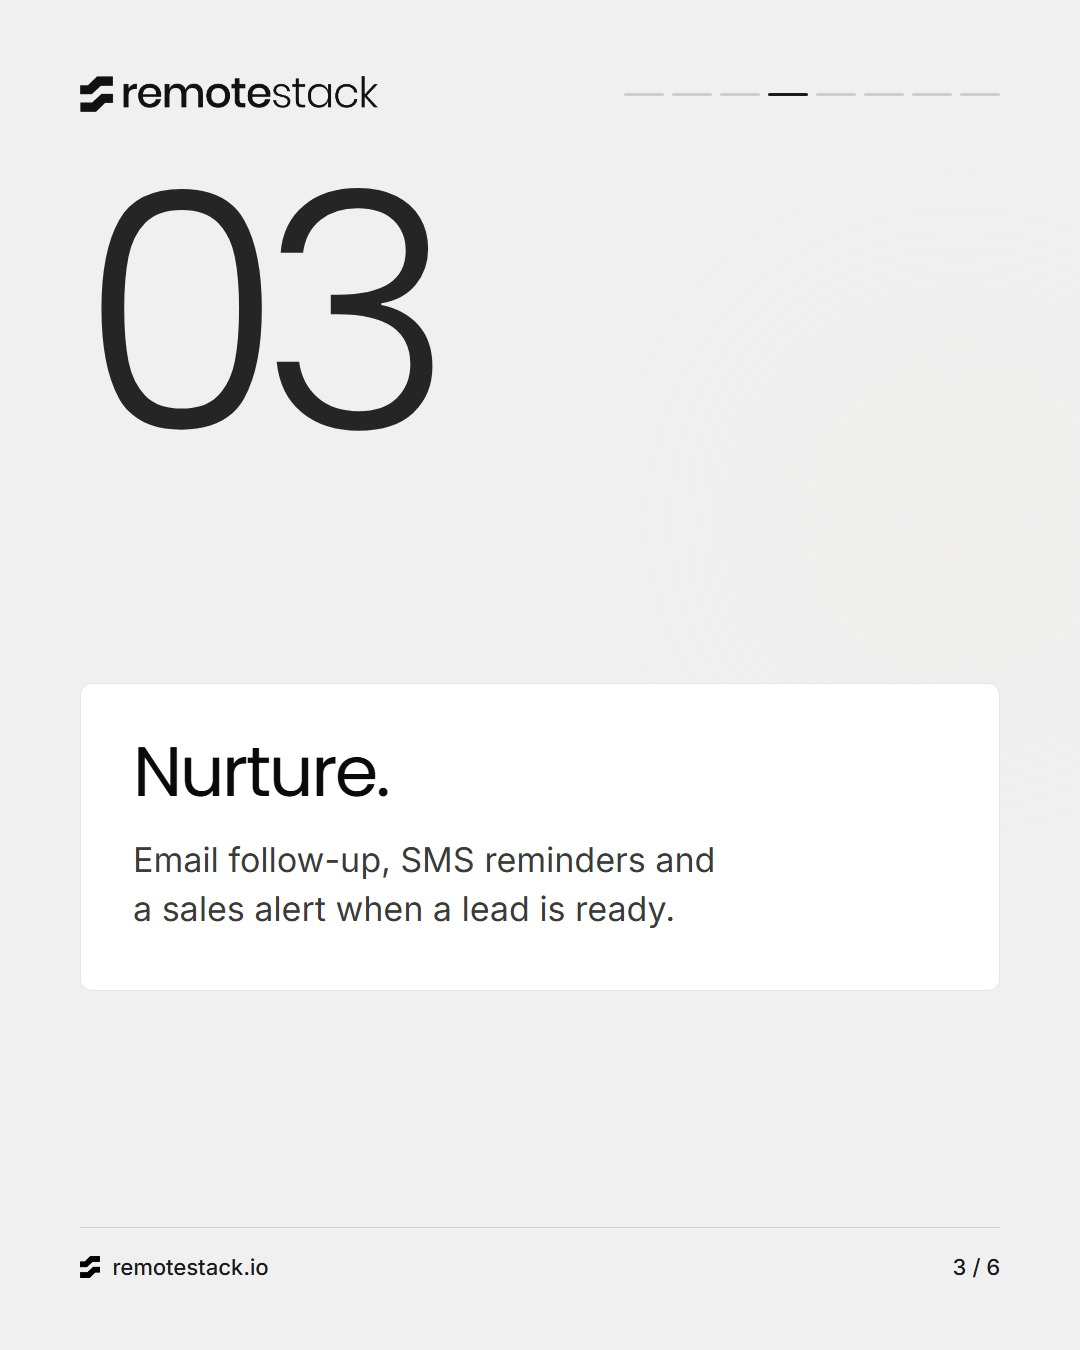 remotestack
03
Nurture.
Email follow-up, SMS reminders and
a sales alert when a lead is ready.
remotestack.io
3 / 6